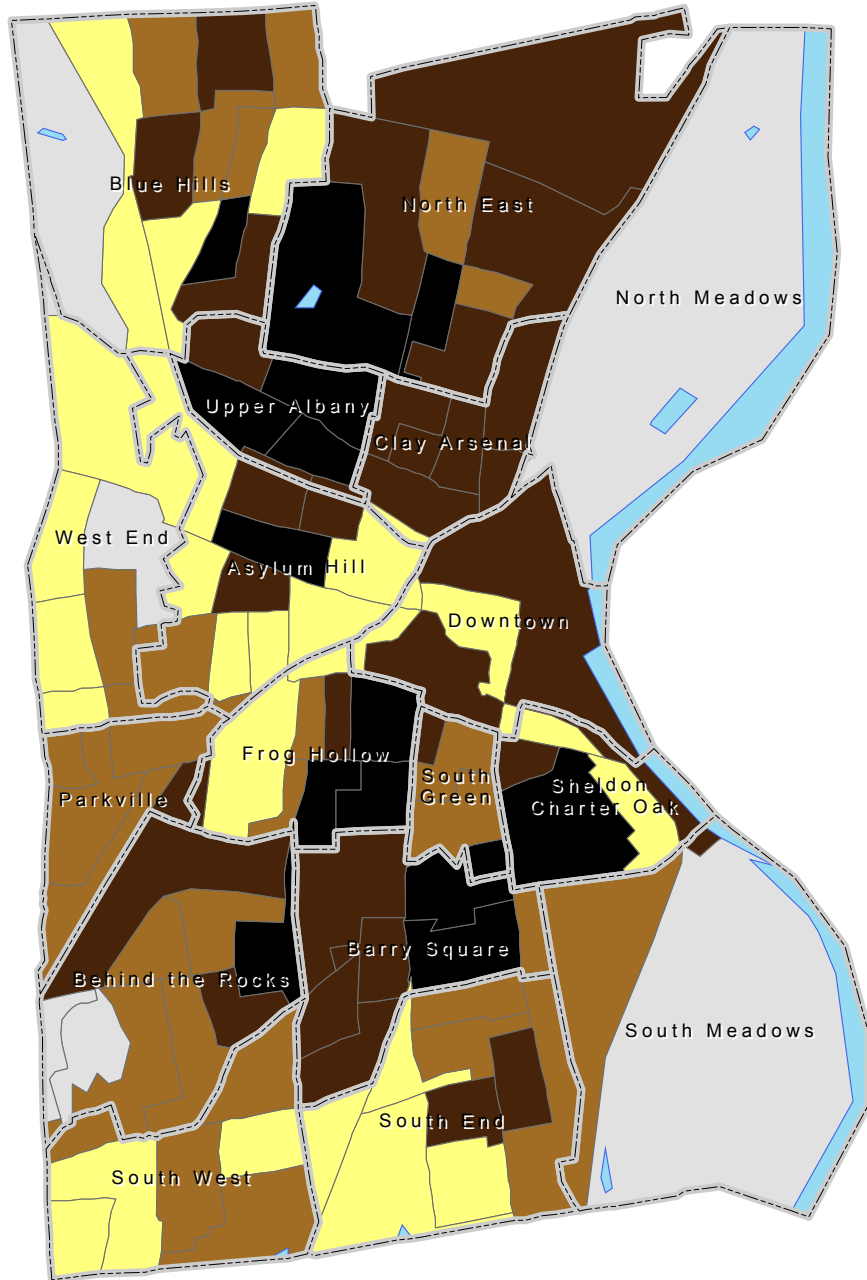 Blue Hills
North East
North Meadows
Upper Albany
Clay Arsenal
West End
Asylum Hill
Downtown
Frog Hollow
South
Green
Sheldon
Charter Oak
Parkville
Barry Square
Behind the Rocks
South Meadows
South End
South West